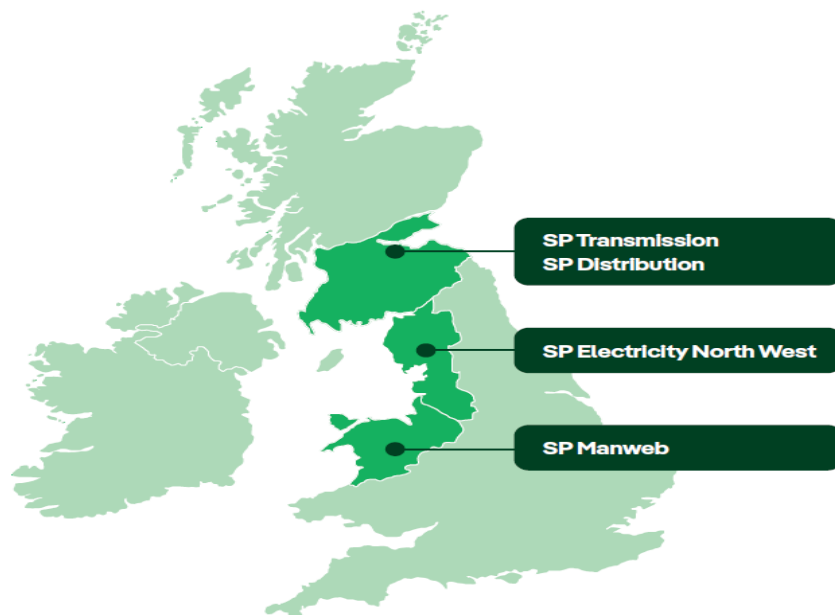 SP Transmission
SP Distribution
SP Electricity North West
SP Manweb